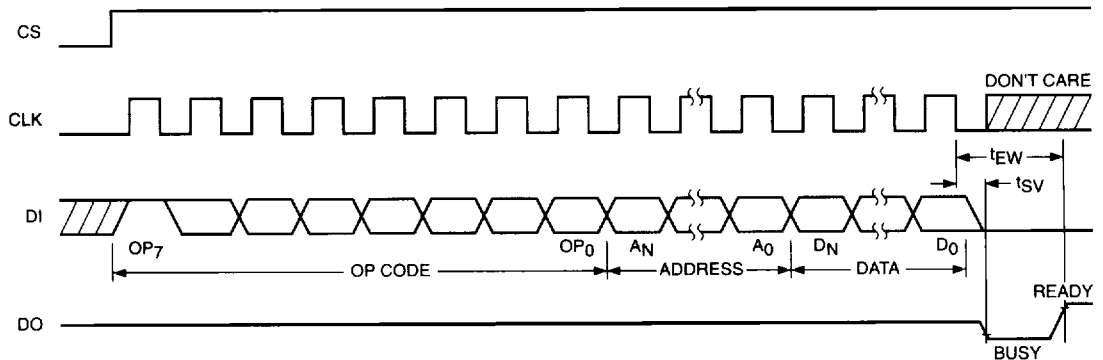 CS
DON'T CARE
CLK
tEW
tSV
DI
OP7 OP0 AN A0 DN D0
OP CODE ADDRESS DATA
READY
DO
BUSY